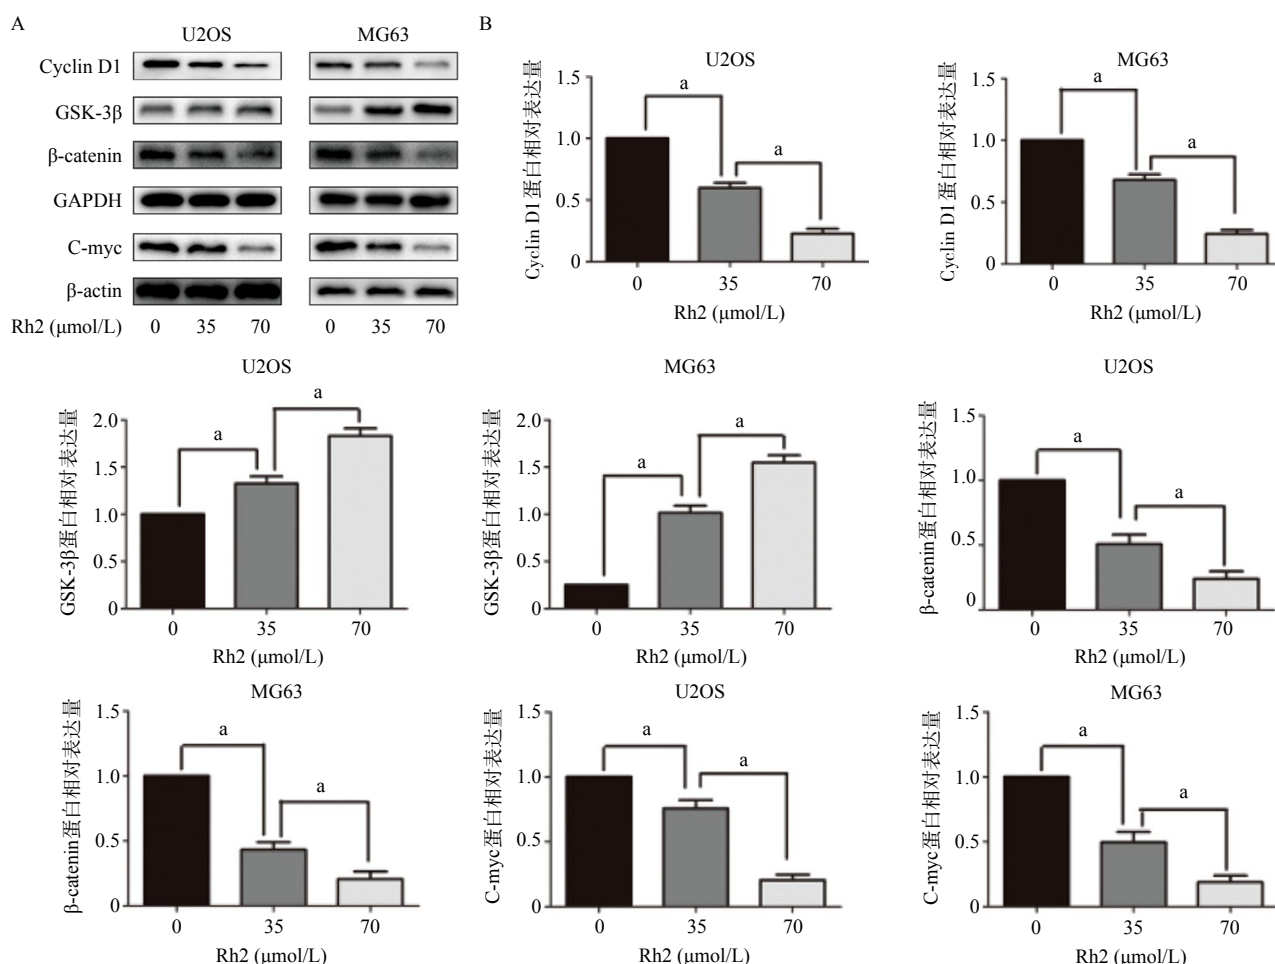 A
U2OS MG63
Cyclin D1
GSK-3β
β-catenin
GAPDH
C-myc
β-actin
Rh2 (μmol/L) 0 35 70 0 35 70
B
U2OS
Cyclin D1蛋白相对表达量
1.5
1.0
0.5
0
a
a
0 35 70
Rh2 (μmol/L)
MG63
Cyclin D1蛋白相对表达量
1.5
1.0
0.5
0
a
a
0 35 70
Rh2 (μmol/L)
U2OS
GSK-3β蛋白相对表达量
2.0
1.5
1.0
0.5
0
a
a
0 35 70
Rh2 (μmol/L)
MG63
GSK-3β蛋白相对表达量
2.0
1.5
1.0
0.5
0
a
a
0 35 70
Rh2 (μmol/L)
U2OS
β-catenin蛋白相对表达量
1.5
1.0
0.5
0
a
a
0 35 70
Rh2 (μmol/L)
MG63
β-catenin蛋白相对表达量
1.5
1.0
0.5
0
a
a
0 35 70
Rh2 (μmol/L)
U2OS
C-myc蛋白相对表达量
1.5
1.0
0.5
0
a
a
0 35 70
Rh2 (μmol/L)
MG63
C-myc蛋白相对表达量
1.5
1.0
0.5
0
a
a
0 35 70
Rh2 (μmol/L)